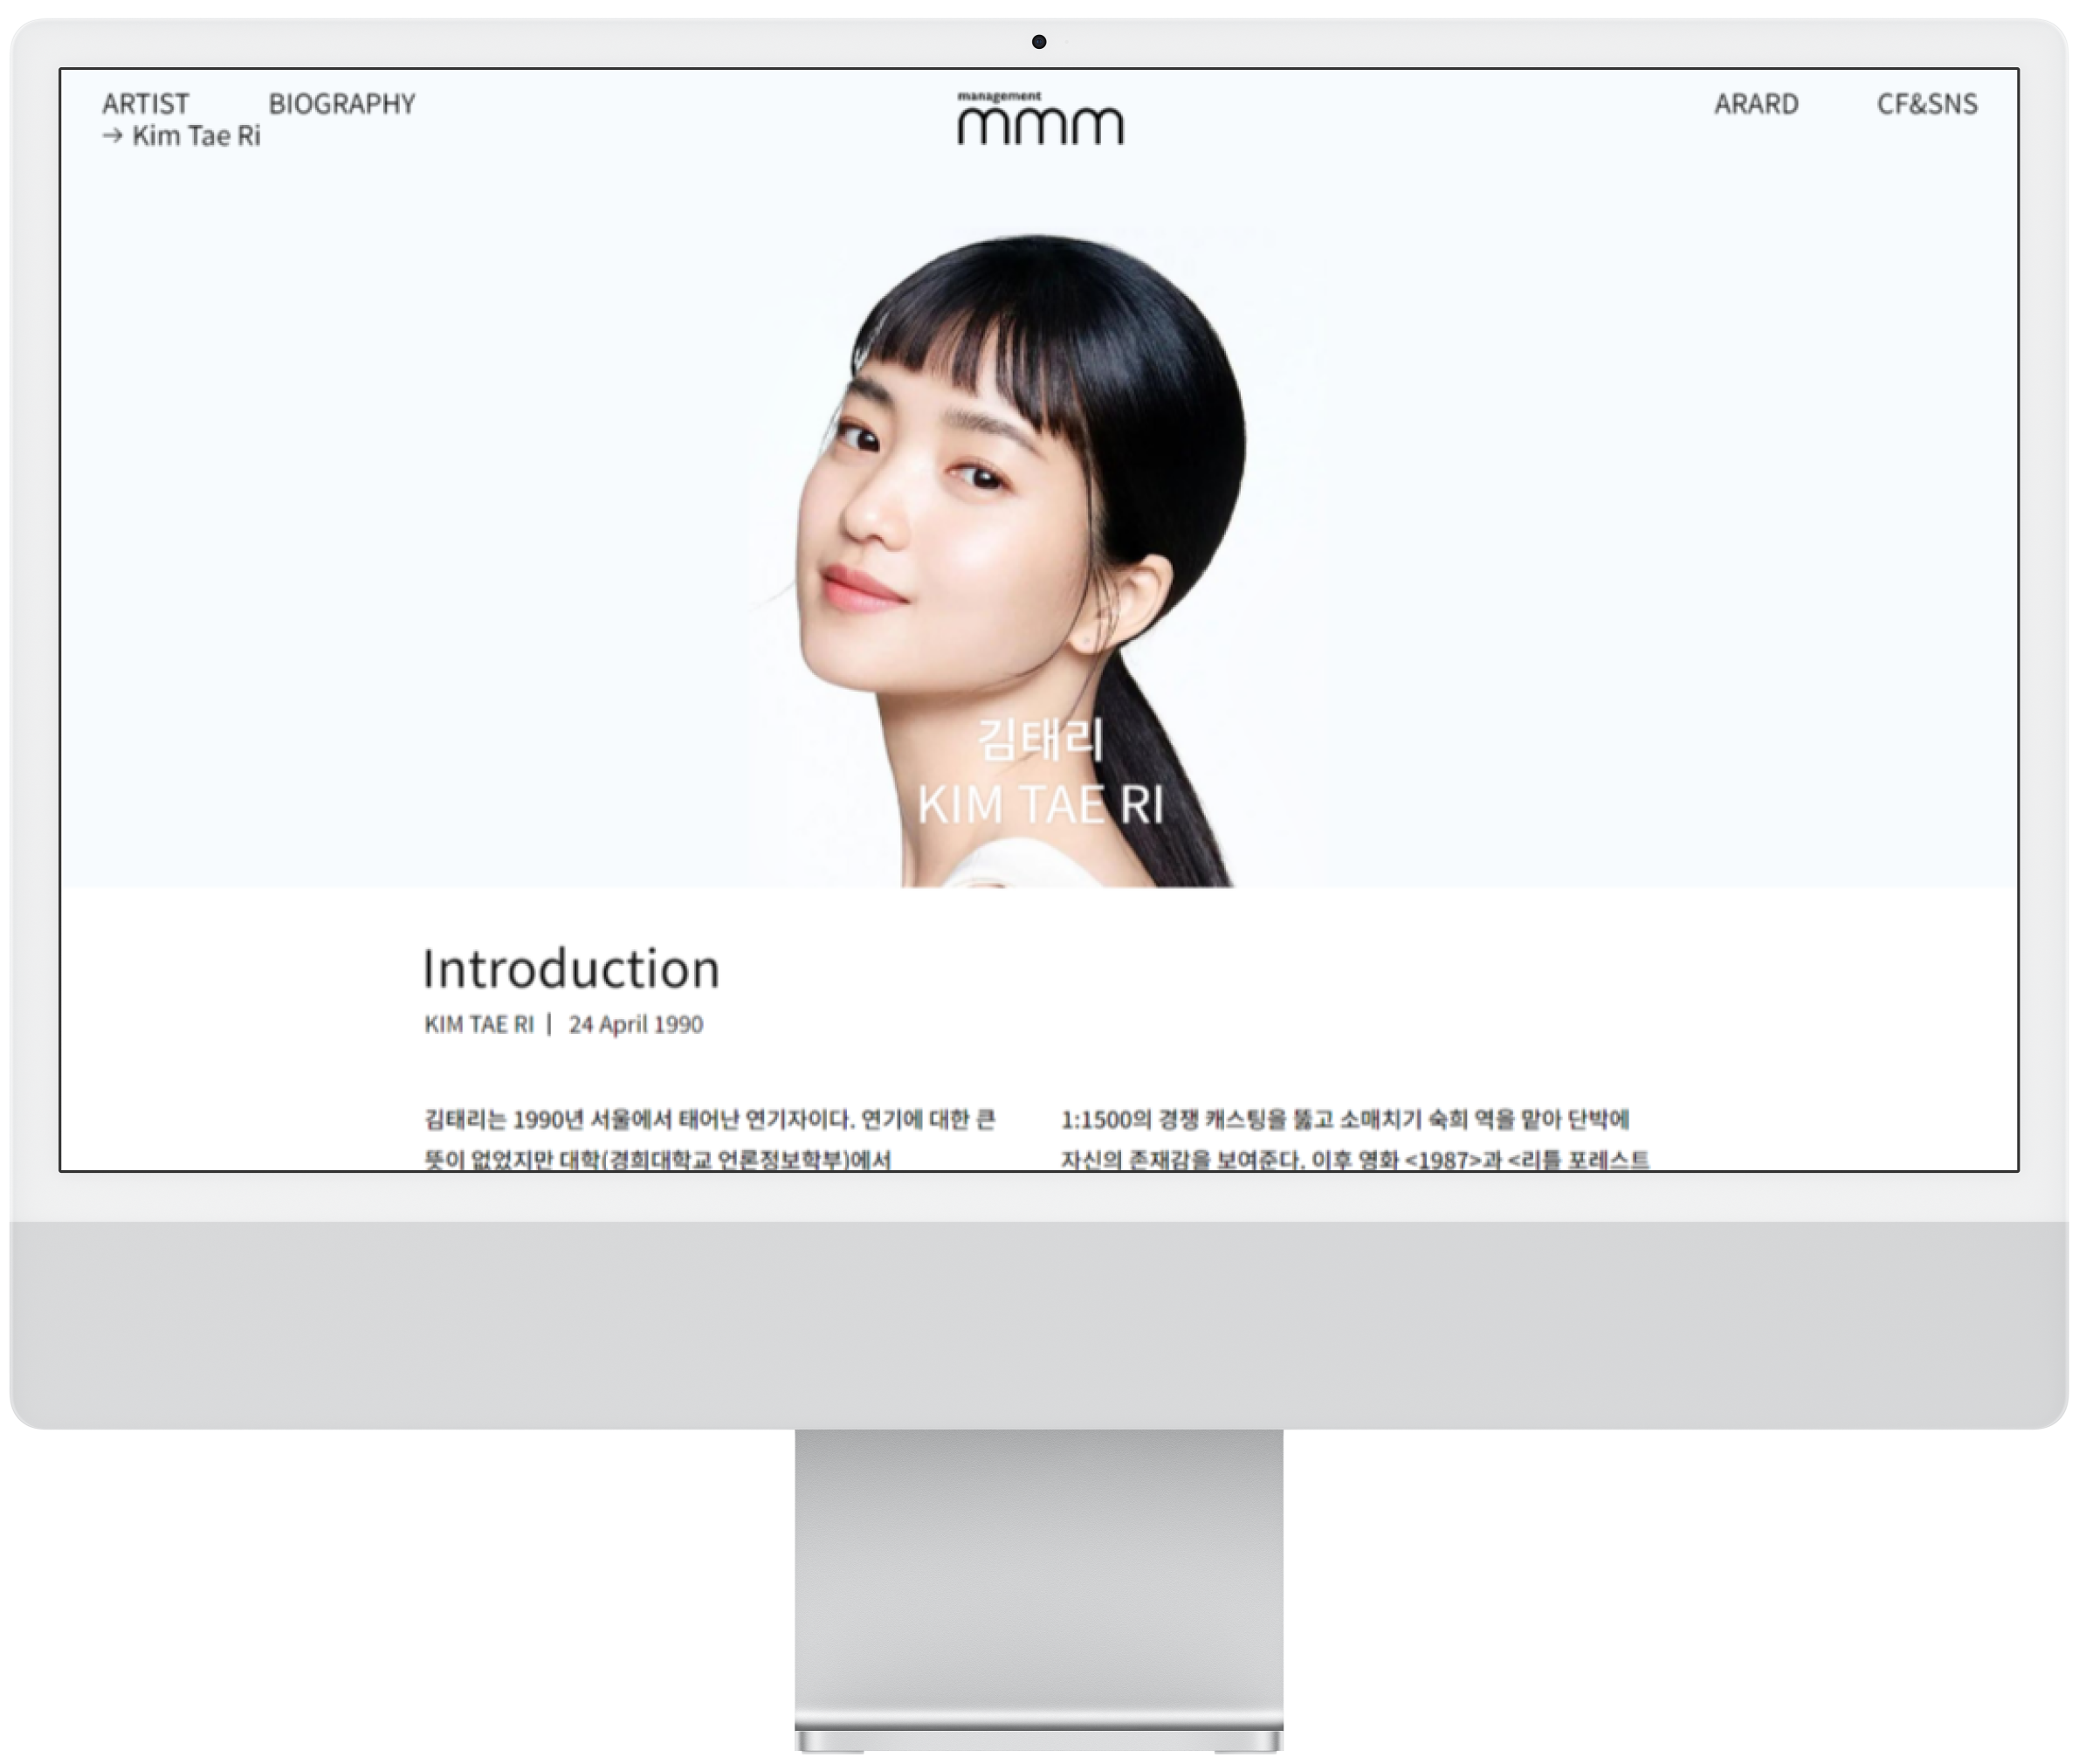 ARTIST BIOGRAPHY
→ Kim Tae Ri
management
mmm
ARARD CF&SNS
김태리
KIM TAE RI
Introduction
KIM TAE RI | 24 April 1990
김태리는 1990년 서울에서 태어난 연기자이다. 연기에 대한 큰
뜻이 없었지만 대학(경희대학교 언론정보학부)에서
1:1500의 경쟁 캐스팅을 뚫고 소매치기 숙희 역을 맡아 단박에
자신의 존재감을 보여준다. 이후 영화 <1987>과 <리틀 포레스트